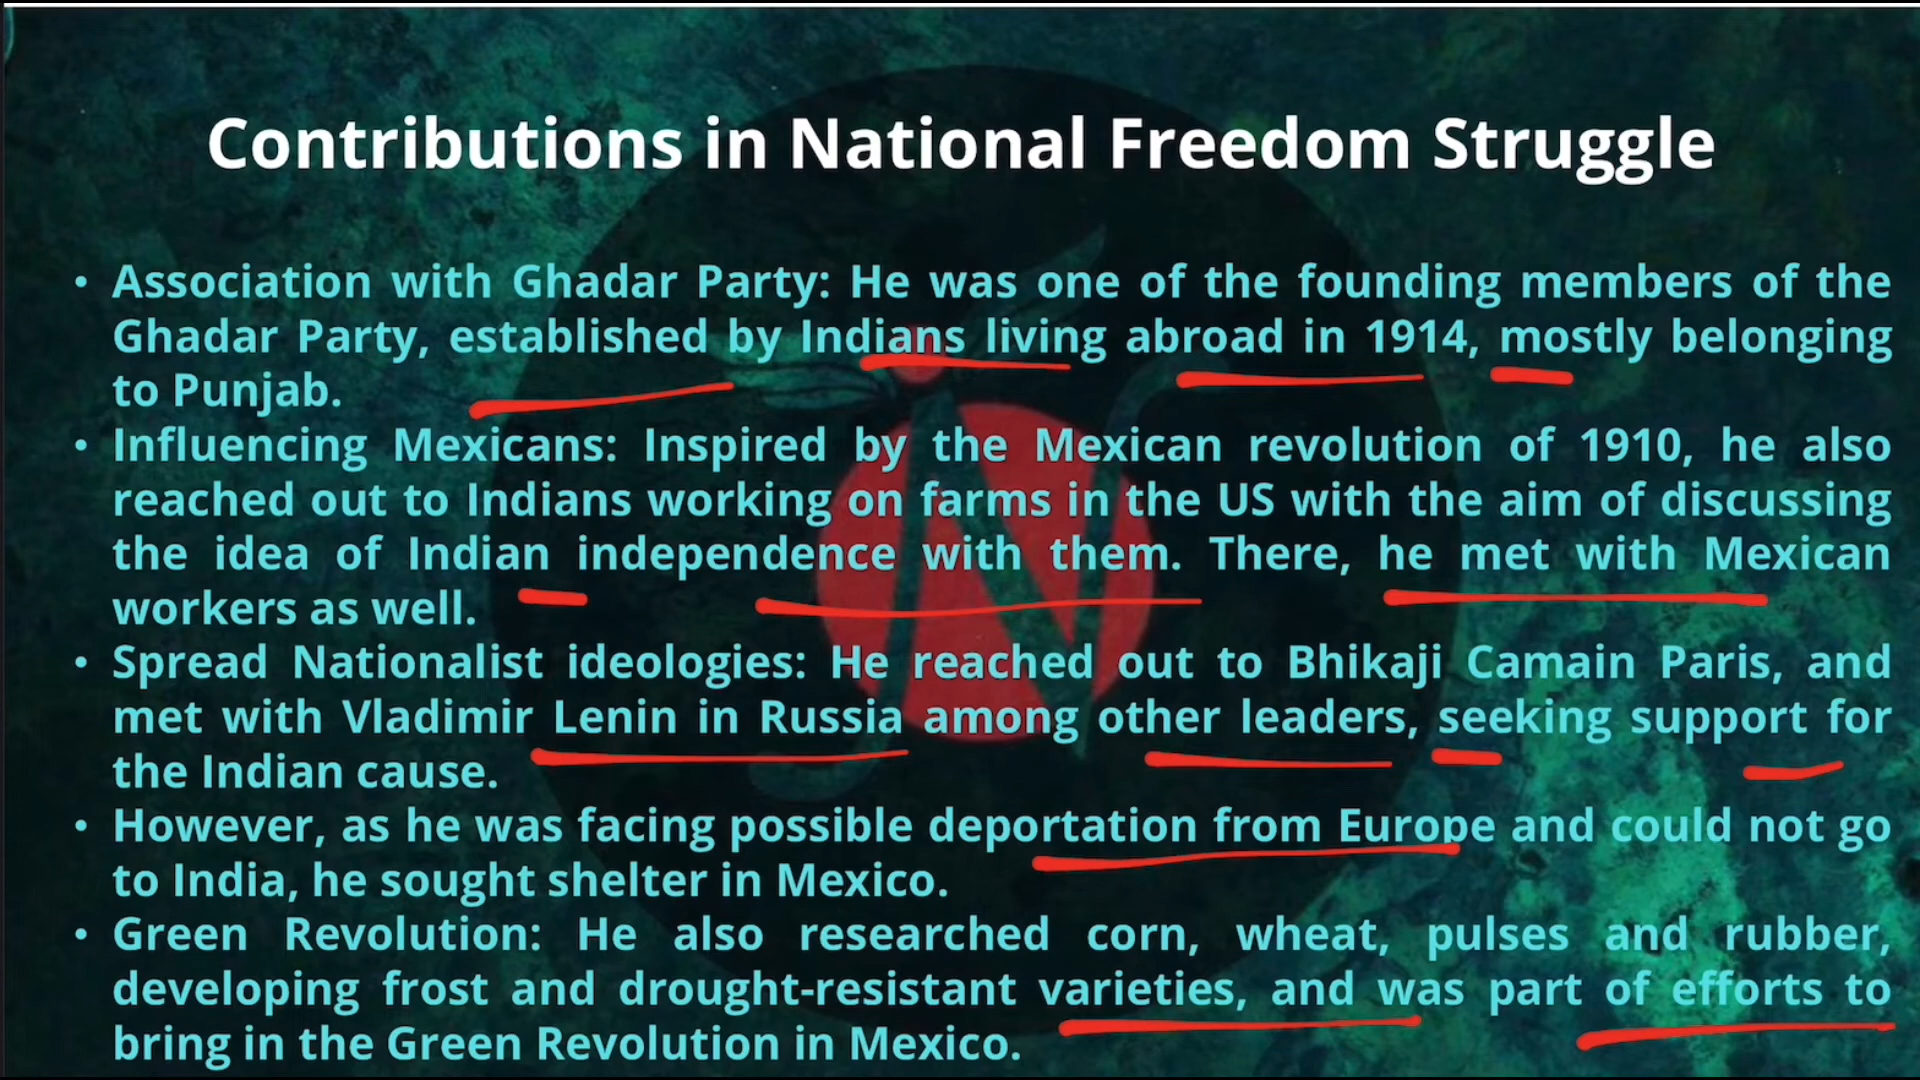 Contributions in National Freedom Struggle
• Association with Ghadar Party: He was one of the founding members of the
Ghadar Party, established by Indians living abroad in 1914, mostly belonging
to Punjab.
• Influencing Mexicans: Inspired by the Mexican revolution of 1910, he also
reached out to Indians working on farms in the US with the aim of discussing
the idea of Indian independence with them. There, he met with Mexican
workers as well.
• Spread Nationalist ideologies: He reached out to Bhikaji Camain Paris, and
met with Vladimir Lenin in Russia among other leaders, seeking support for
the Indian cause.
• However, as he was facing possible deportation from Europe and could not go
to India, he sought shelter in Mexico.
• Green Revolution: He also researched corn, wheat, pulses and rubber,
developing frost and drought-resistant varieties, and was part of efforts to
bring in the Green Revolution in Mexico.